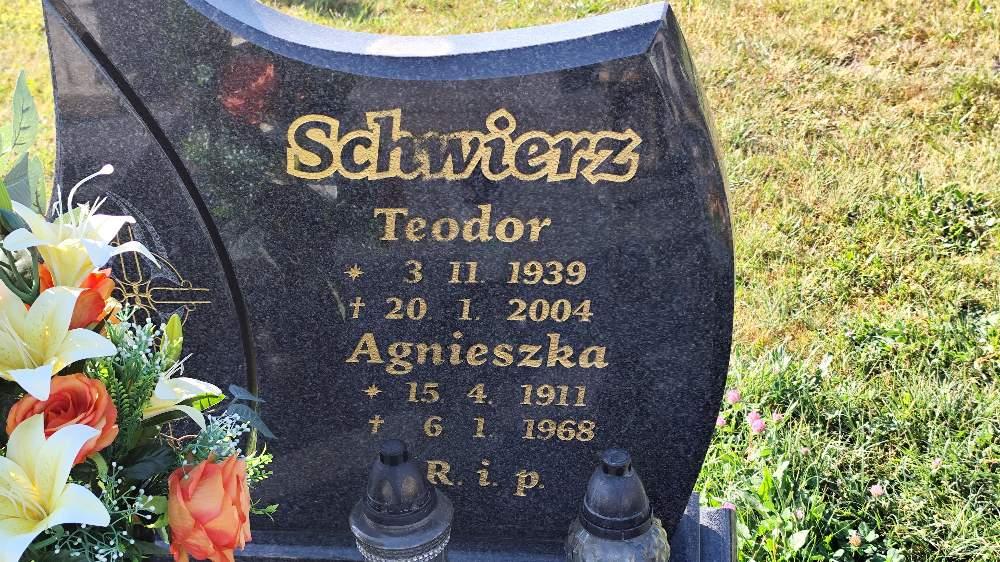 Schwierz
Teodor
* 3 11. 1939
† 20 1. 2004
Agnieszka
* 15 4. 1911
† 6 1. 1968
R. i. p.